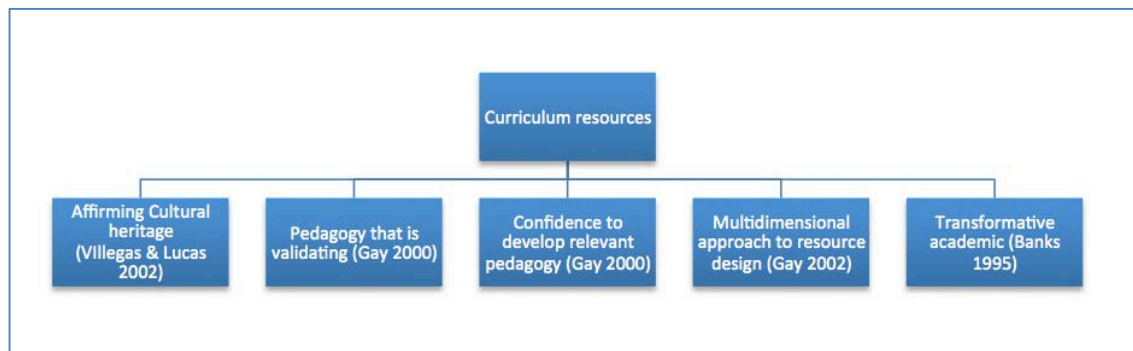 Curriculum resources
Affirming Cultural
heritage
(VIllegas & Lucas
2002)
Pedagogy that is
validating (Gay 2000)
Confidence to
develop relevant
pedagogy (Gay 2000)
Multidimensional
approach to resource
design (Gay 2002)
Transformative
academic (Banks
1995)